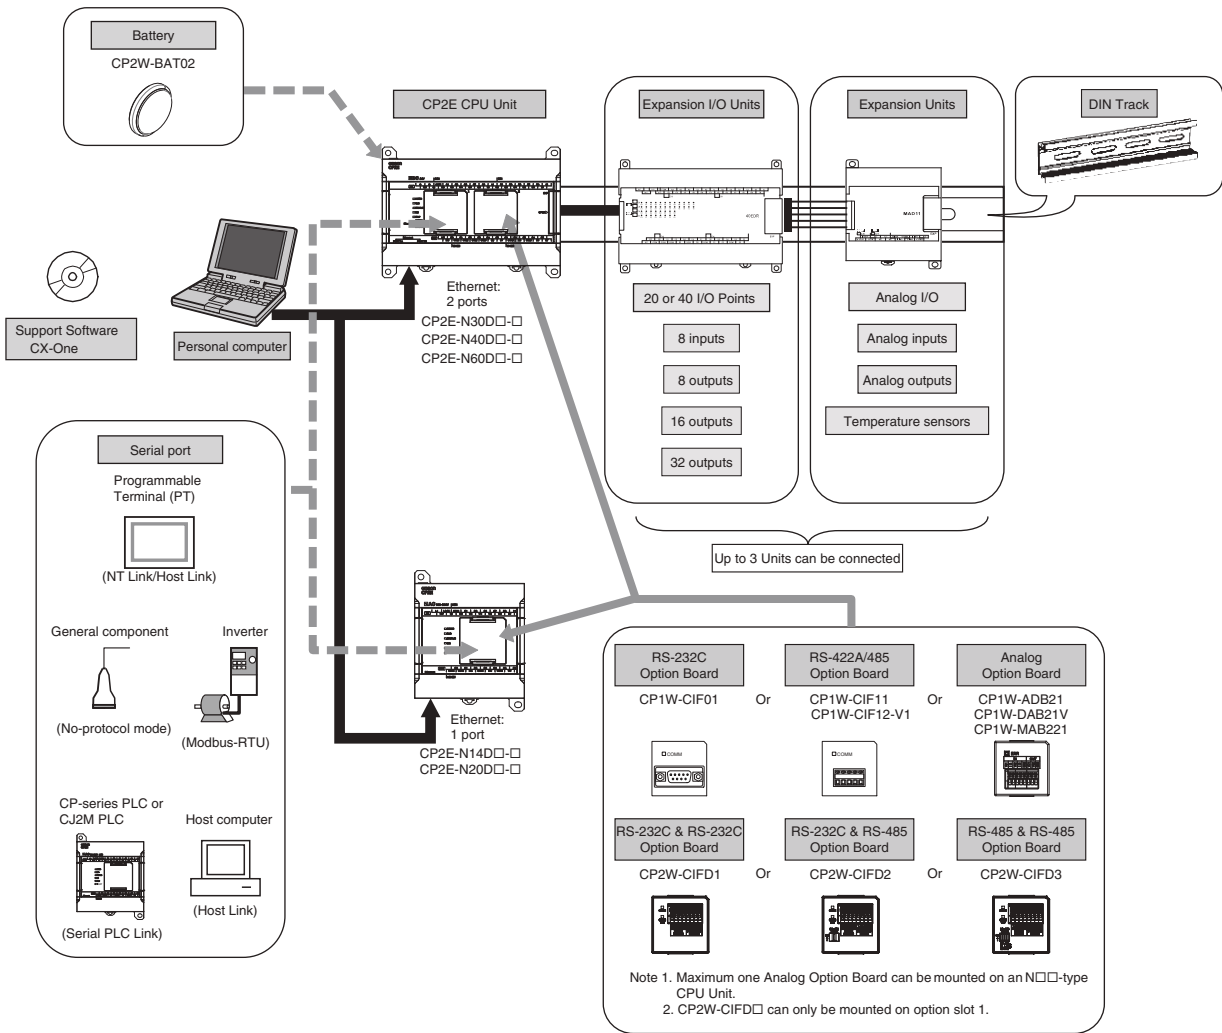 Battery
CP2W-BAT02
CP2E CPU Unit
Expansion I/O Units
Expansion Units
DIN Track
40EDR
MAD11
Support Software
CX-One
Personal computer
Ethernet:
2 ports
CP2E-N30D□-□
CP2E-N40D□-□
CP2E-N60D□-□
20 or 40 I/O Points
8 inputs
8 outputs
16 outputs
32 outputs
Analog I/O
Analog inputs
Analog outputs
Temperature sensors
Up to 3 Units can be connected
Serial port
Programmable
Terminal (PT)
(NT Link/Host Link)
General component
Inverter
(No-protocol mode)
(Modbus-RTU)
CP-series PLC or
CJ2M PLC
Host computer
(Serial PLC Link)
(Host Link)
Ethernet:
1 port
CP2E-N14D□-□
CP2E-N20D□-□
RS-232C
Option Board
CP1W-CIF01
Or
RS-422A/485
Option Board
CP1W-CIF11
CP1W-CIF12-V1
Or
Analog
Option Board
CP1W-ADB21
CP1W-DAB21V
CP1W-MAB221
COMM
COMM
RS-232C & RS-232C
Option Board
CP2W-CIFD1
Or
RS-232C & RS-485
Option Board
CP2W-CIFD2
Or
RS-485 & RS-485
Option Board
CP2W-CIFD3
Note 1. Maximum one Analog Option Board can be mounted on an N□□-type
CPU Unit.
2. CP2W-CIFD□ can only be mounted on option slot 1.